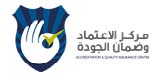 مركز الاعتماد
وضمان الجودة
ACCREDITATION & QUALITY ASSURANCE CENTER